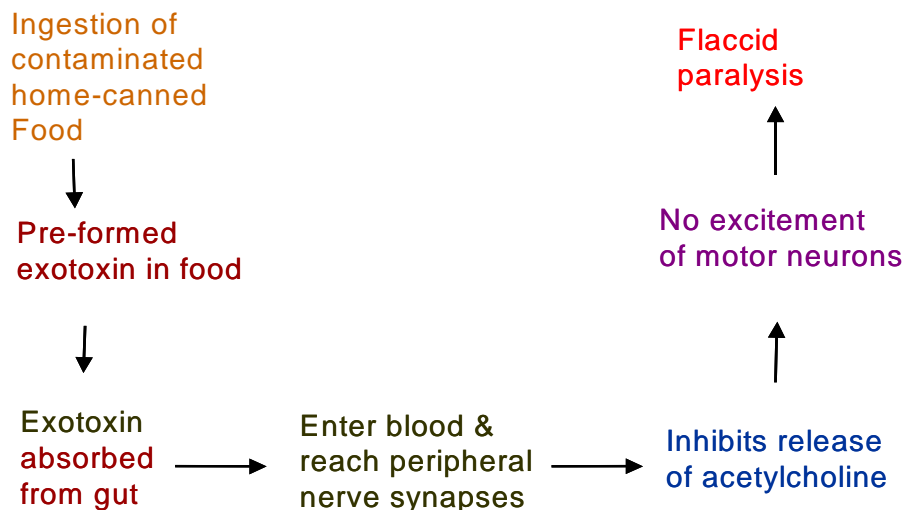 Ingestion of
contaminated
home-canned
Food
Pre-formed
exotoxin in food
Exotoxin
absorbed
from gut
Enter blood &
reach peripheral
nerve synapses
Inhibits release
of acetylcholine
No excitement
of motor neurons
Flaccid
paralysis